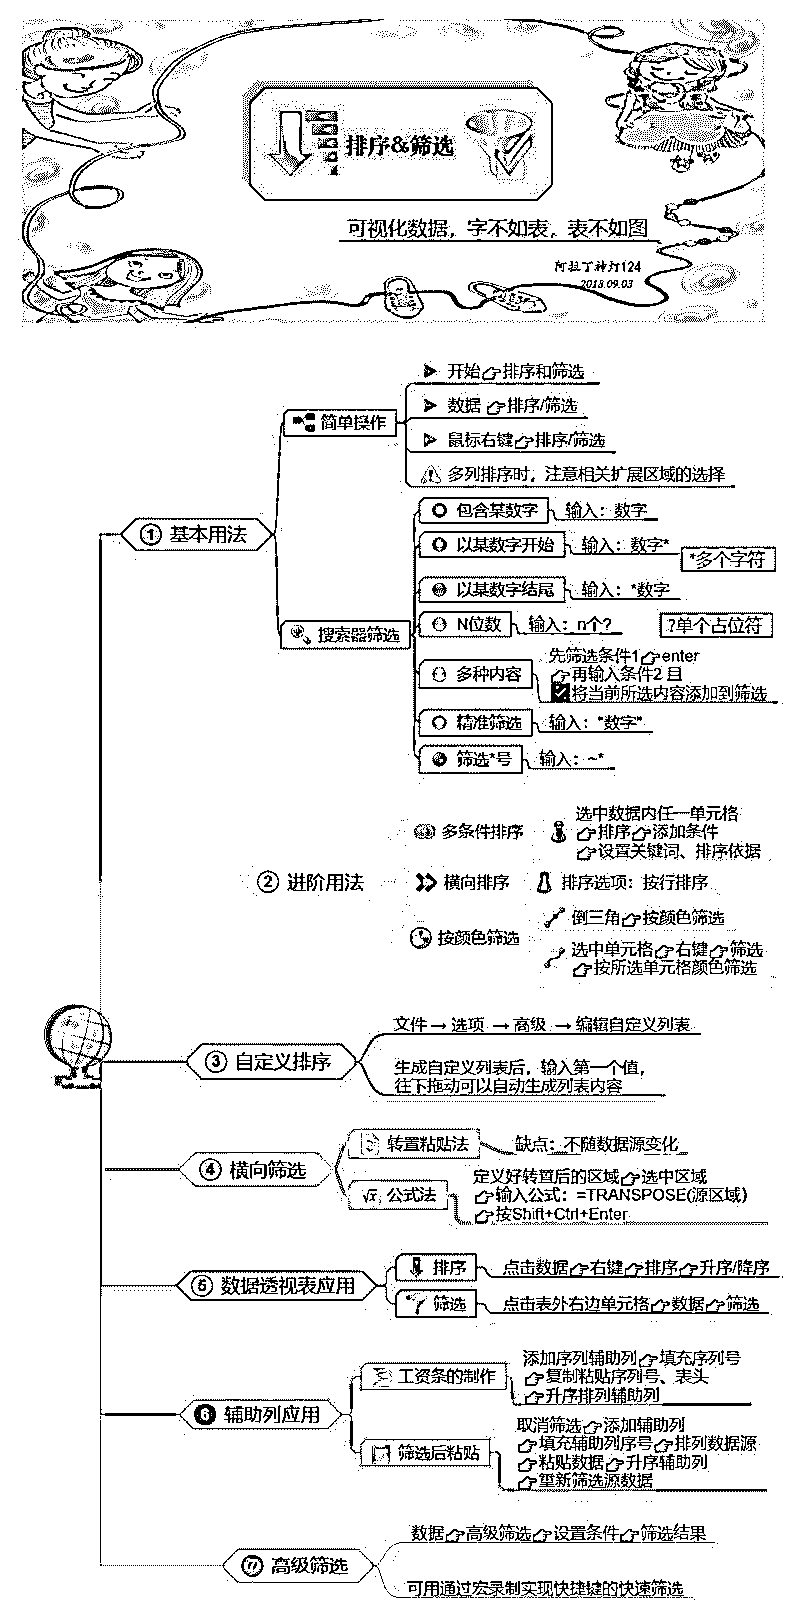 排序&筛选
可视化数据，字不如表，表不如图
阿拉丁神灯124
2018.09.03
① 基本用法
简单操作
开始👉排序和筛选
数据 👉排序/筛选
鼠标右键👉排序/筛选
多列排序时，注意相关扩展区域的选择
搜索器筛选
包含某数字 输入：数字
以某数字开始 输入：数字*
*多个字符
以某数字结尾 输入：*数字
N位数 输入：n个?
?单个占位符
多种内容
先筛选条件1👉enter
👉再输入条件2 且
☑将当前所选内容添加到筛选
精准筛选 输入："数字"
筛选*号 输入：~*
② 进阶用法
多条件排序
选中数据内任一单元格
👉排序👉添加条件
👉设置关键词、排序依据
横向排序 排序选项：按行排序
按颜色筛选
倒三角👉按颜色筛选
选中单元格👉右键👉筛选
👉按所选单元格颜色筛选
③ 自定义排序
文件 → 选项 → 高级 → 编辑自定义列表
生成自定义列表后，输入第一个值，
往下拖动可以自动生成列表内容
④ 横向筛选
转置粘贴法 缺点：不随数据源变化
公式法
定义好转置后的区域👉选中区域
👉输入公式：=TRANSPOSE(源区域)
👉按Shift+Ctrl+Enter
⑤ 数据透视表应用
排序 点击数据👉右键👉排序👉升序/降序
筛选 点击表外右边单元格👉数据👉筛选
❻ 辅助列应用
工资条的制作
添加序列辅助列👉填充序列号
👉复制粘贴序列号、表头
👉升序排列辅助列
筛选后粘贴
取消筛选👉添加辅助列
👉填充辅助列序号👉排列数据源
👉粘贴数据👉升序辅助列
👉重新筛选源数据
⑦ 高级筛选
数据👉高级筛选👉设置条件👉筛选结果
可用通过宏录制实现快捷键的快速筛选